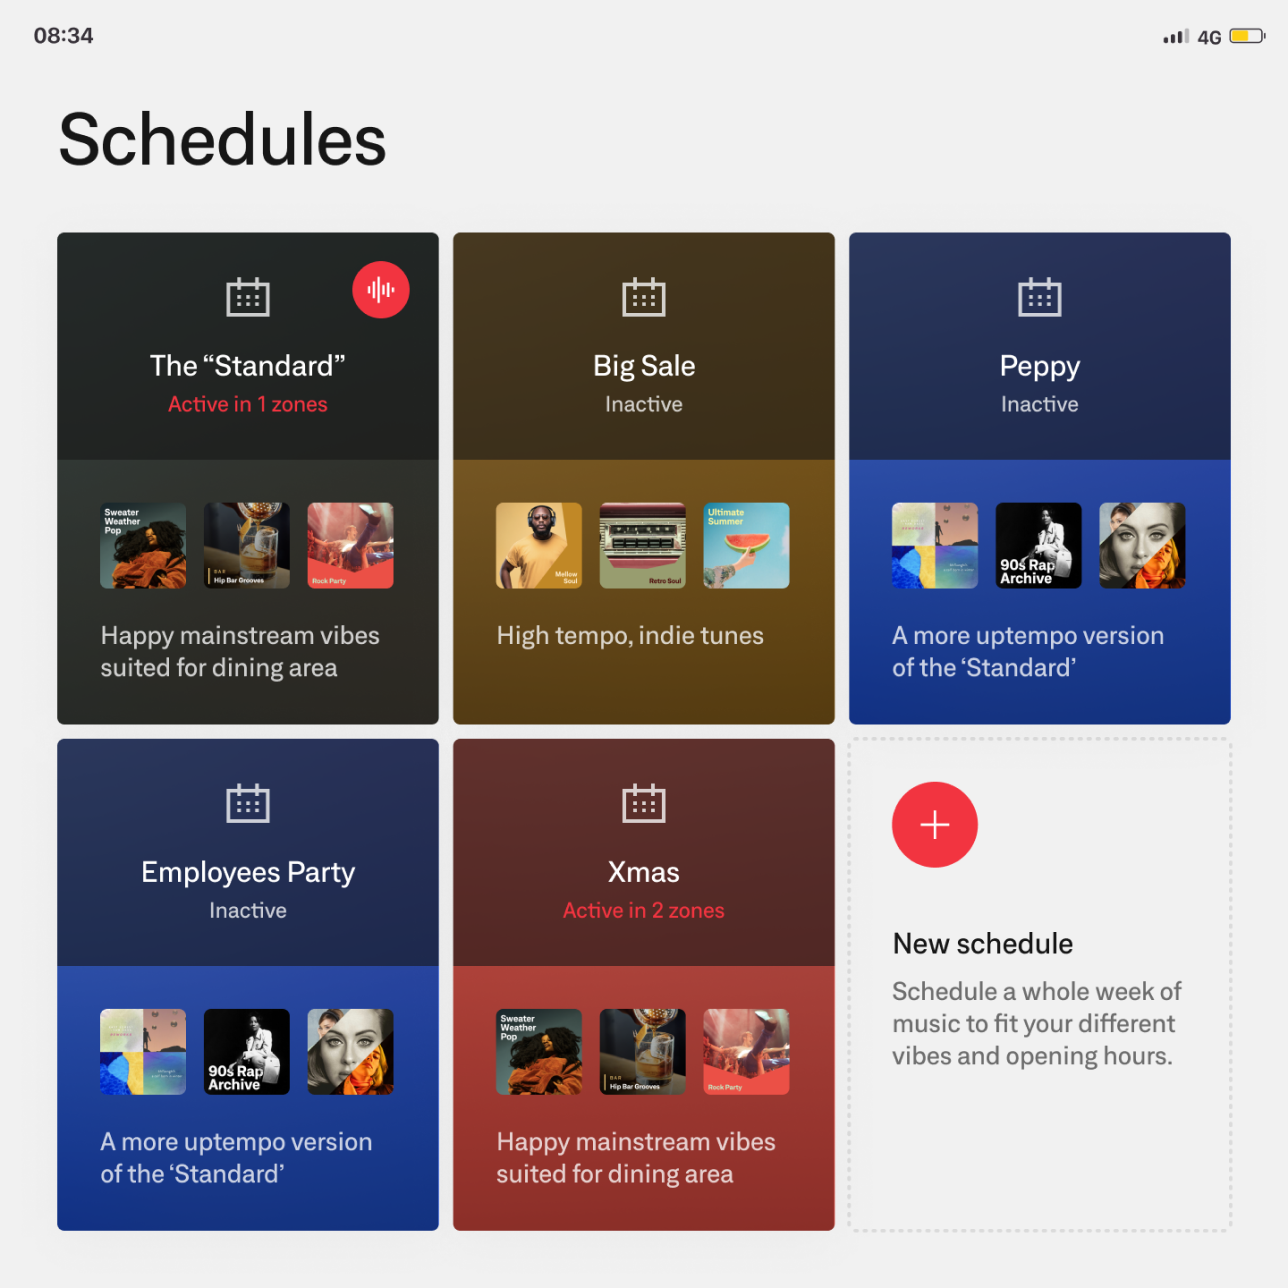 08:34
4G
Schedules
The “Standard”
Active in 1 zones
Sweater
Weather
Pop
BAR
Hip Bar Grooves
Rock Party
Happy mainstream vibes
suited for dining area
Big Sale
Inactive
Mellow
Soul
Retro Soul
Ultimate
Summer
High tempo, indie tunes
Peppy
Inactive
90s Rap
Archive
A more uptempo version
of the ‘Standard’
Employees Party
Inactive
90s Rap
Archive
A more uptempo version
of the ‘Standard’
Xmas
Active in 2 zones
Sweater
Weather
Pop
BAR
Hip Bar Grooves
Rock Party
Happy mainstream vibes
suited for dining area
New schedule
Schedule a whole week of
music to fit your different
vibes and opening hours.